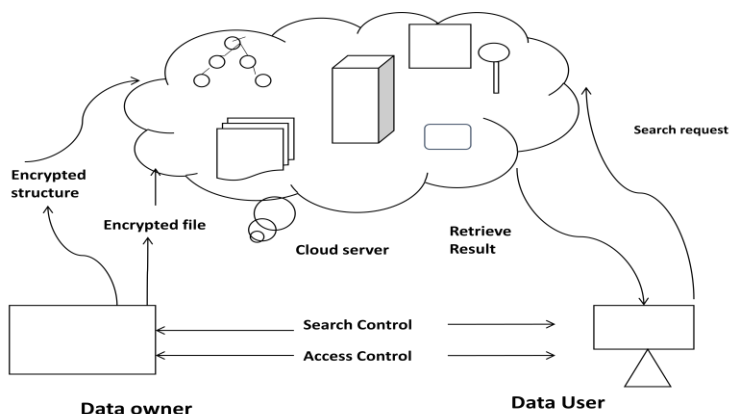 Search request
Encrypted
structure
Encrypted file
Cloud server
Retrieve
Result
Search Control
Access Control
Data owner
Data User